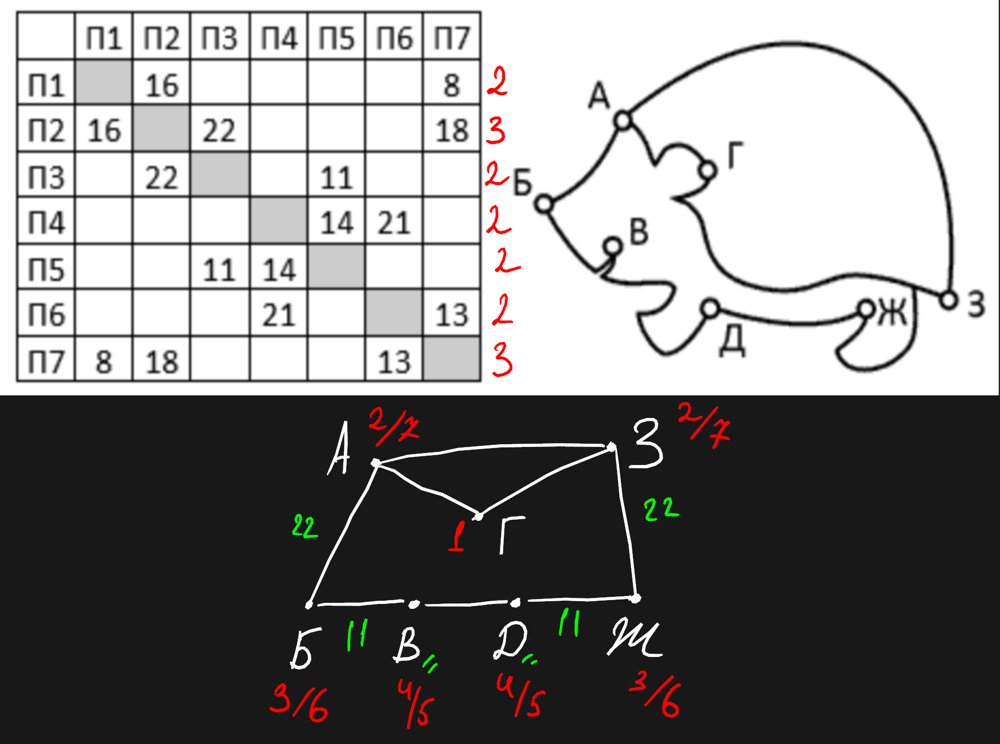 П1 П2 П3 П4 П5 П6 П7
П1 16 8 2
П2 16 22 18 3
П3 22 11 2
П4 14 21 2
П5 11 14 2
П6 21 13 2
П7 8 18 13 3
А
Г
Б
В
З
Ж
Д
А 2/7
З 2/7
22
22
1 Г
11
11
Б В Д Ж
3/6 4/5 4/5 3/6